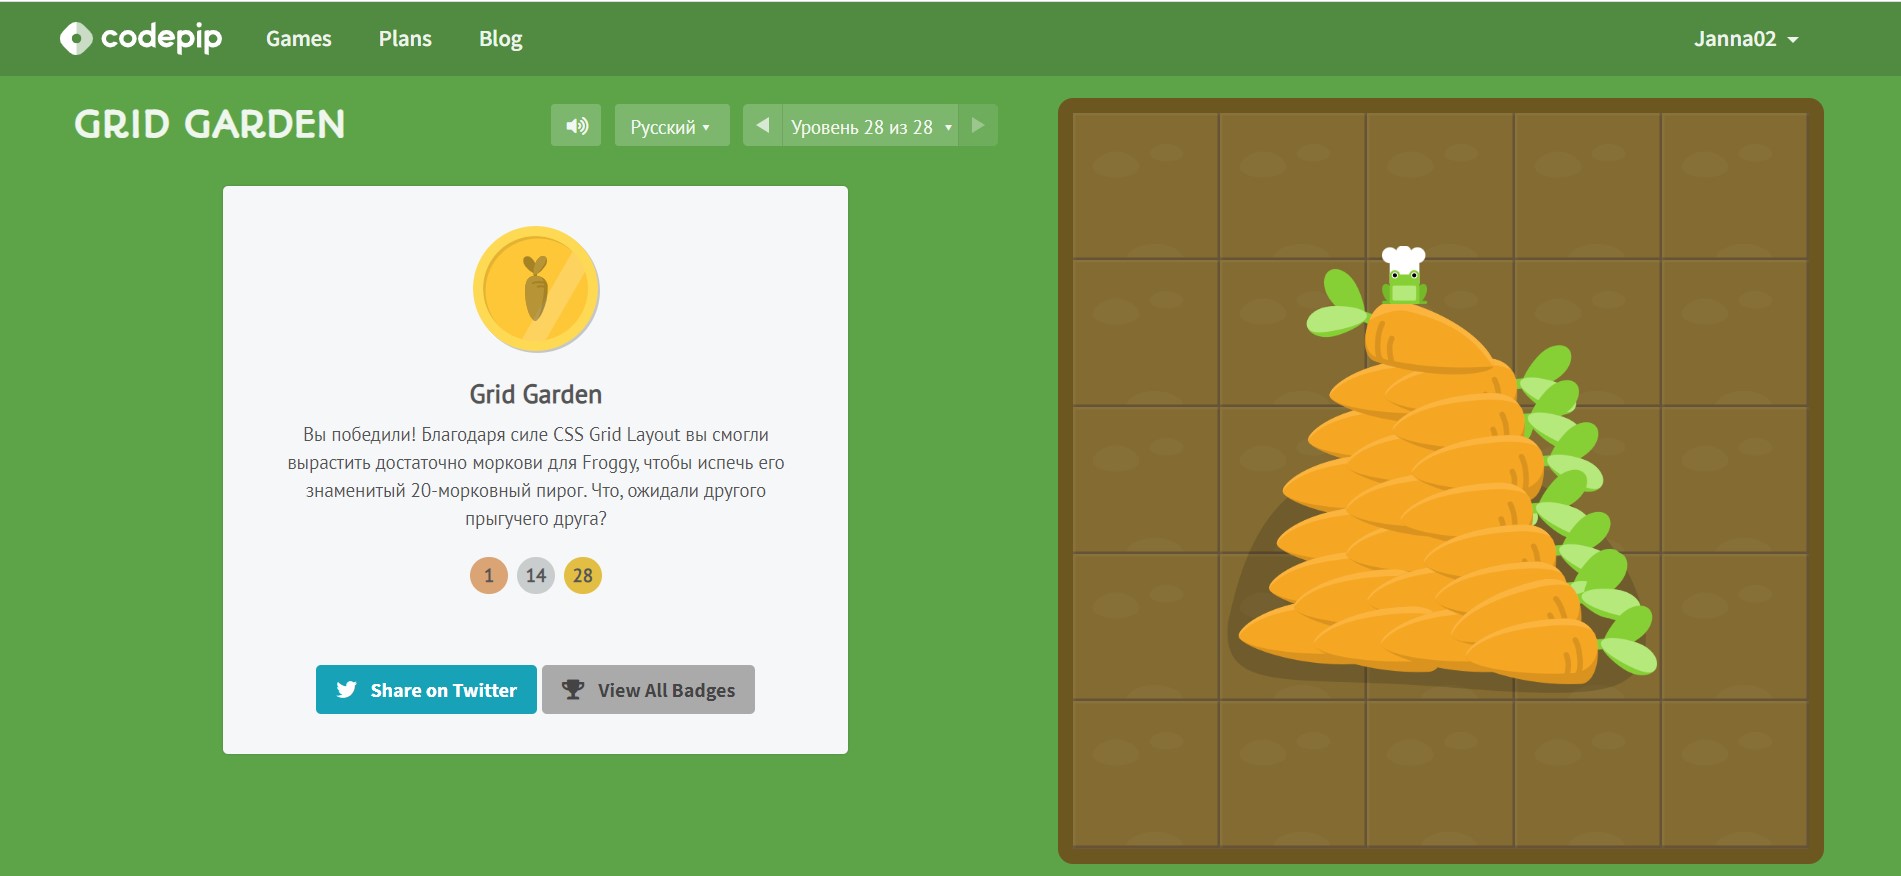 codepip
Games
Plans
Blog
Janna02
GRID GARDEN
Русский
Уровень 28 из 28
Grid Garden
Вы победили! Благодаря силе CSS Grid Layout вы смогли
вырастить достаточно моркови для Froggy, чтобы испечь его
знаменитый 20-морковный пирог. Что, ожидали другого
прыгучего друга?
1 14 28
Share on Twitter
View All Badges